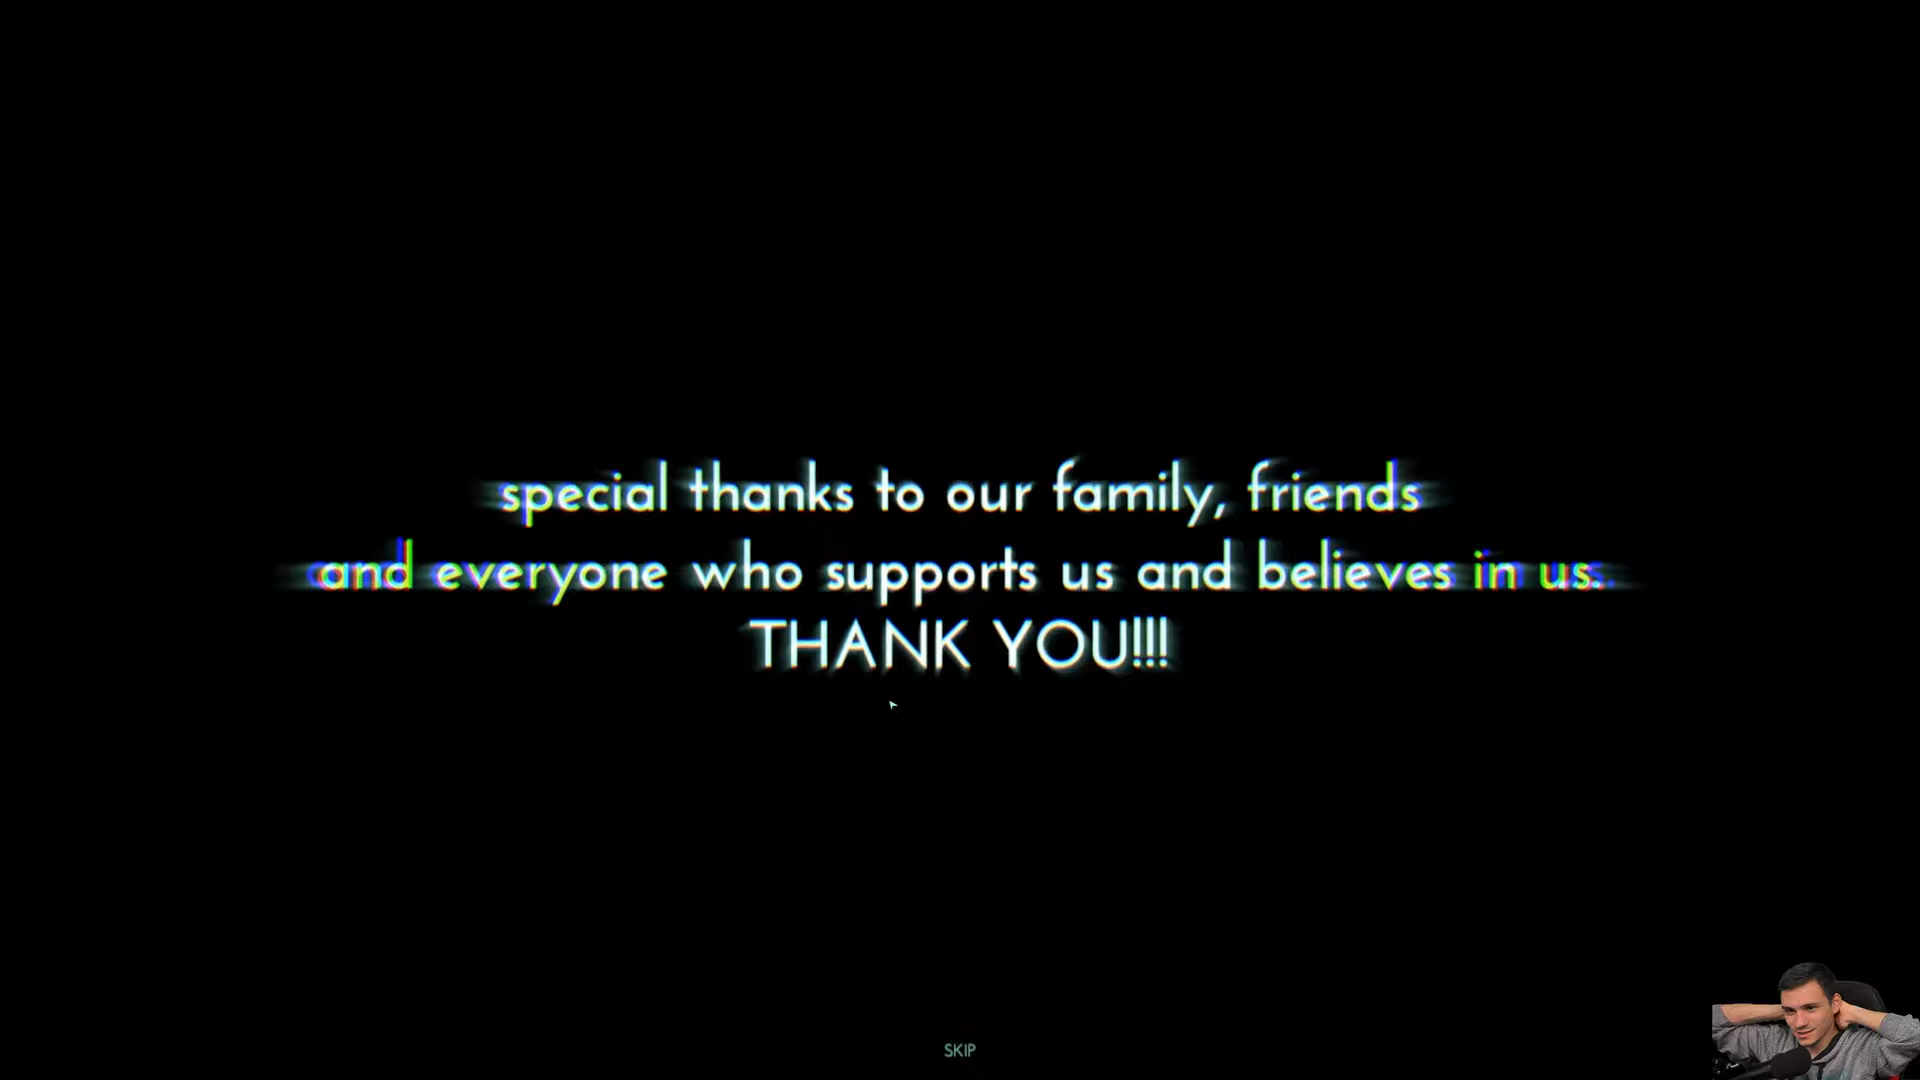 special thanks to our family, friends
and everyone who supports us and believes in us.
THANK YOU!!!
SKIP